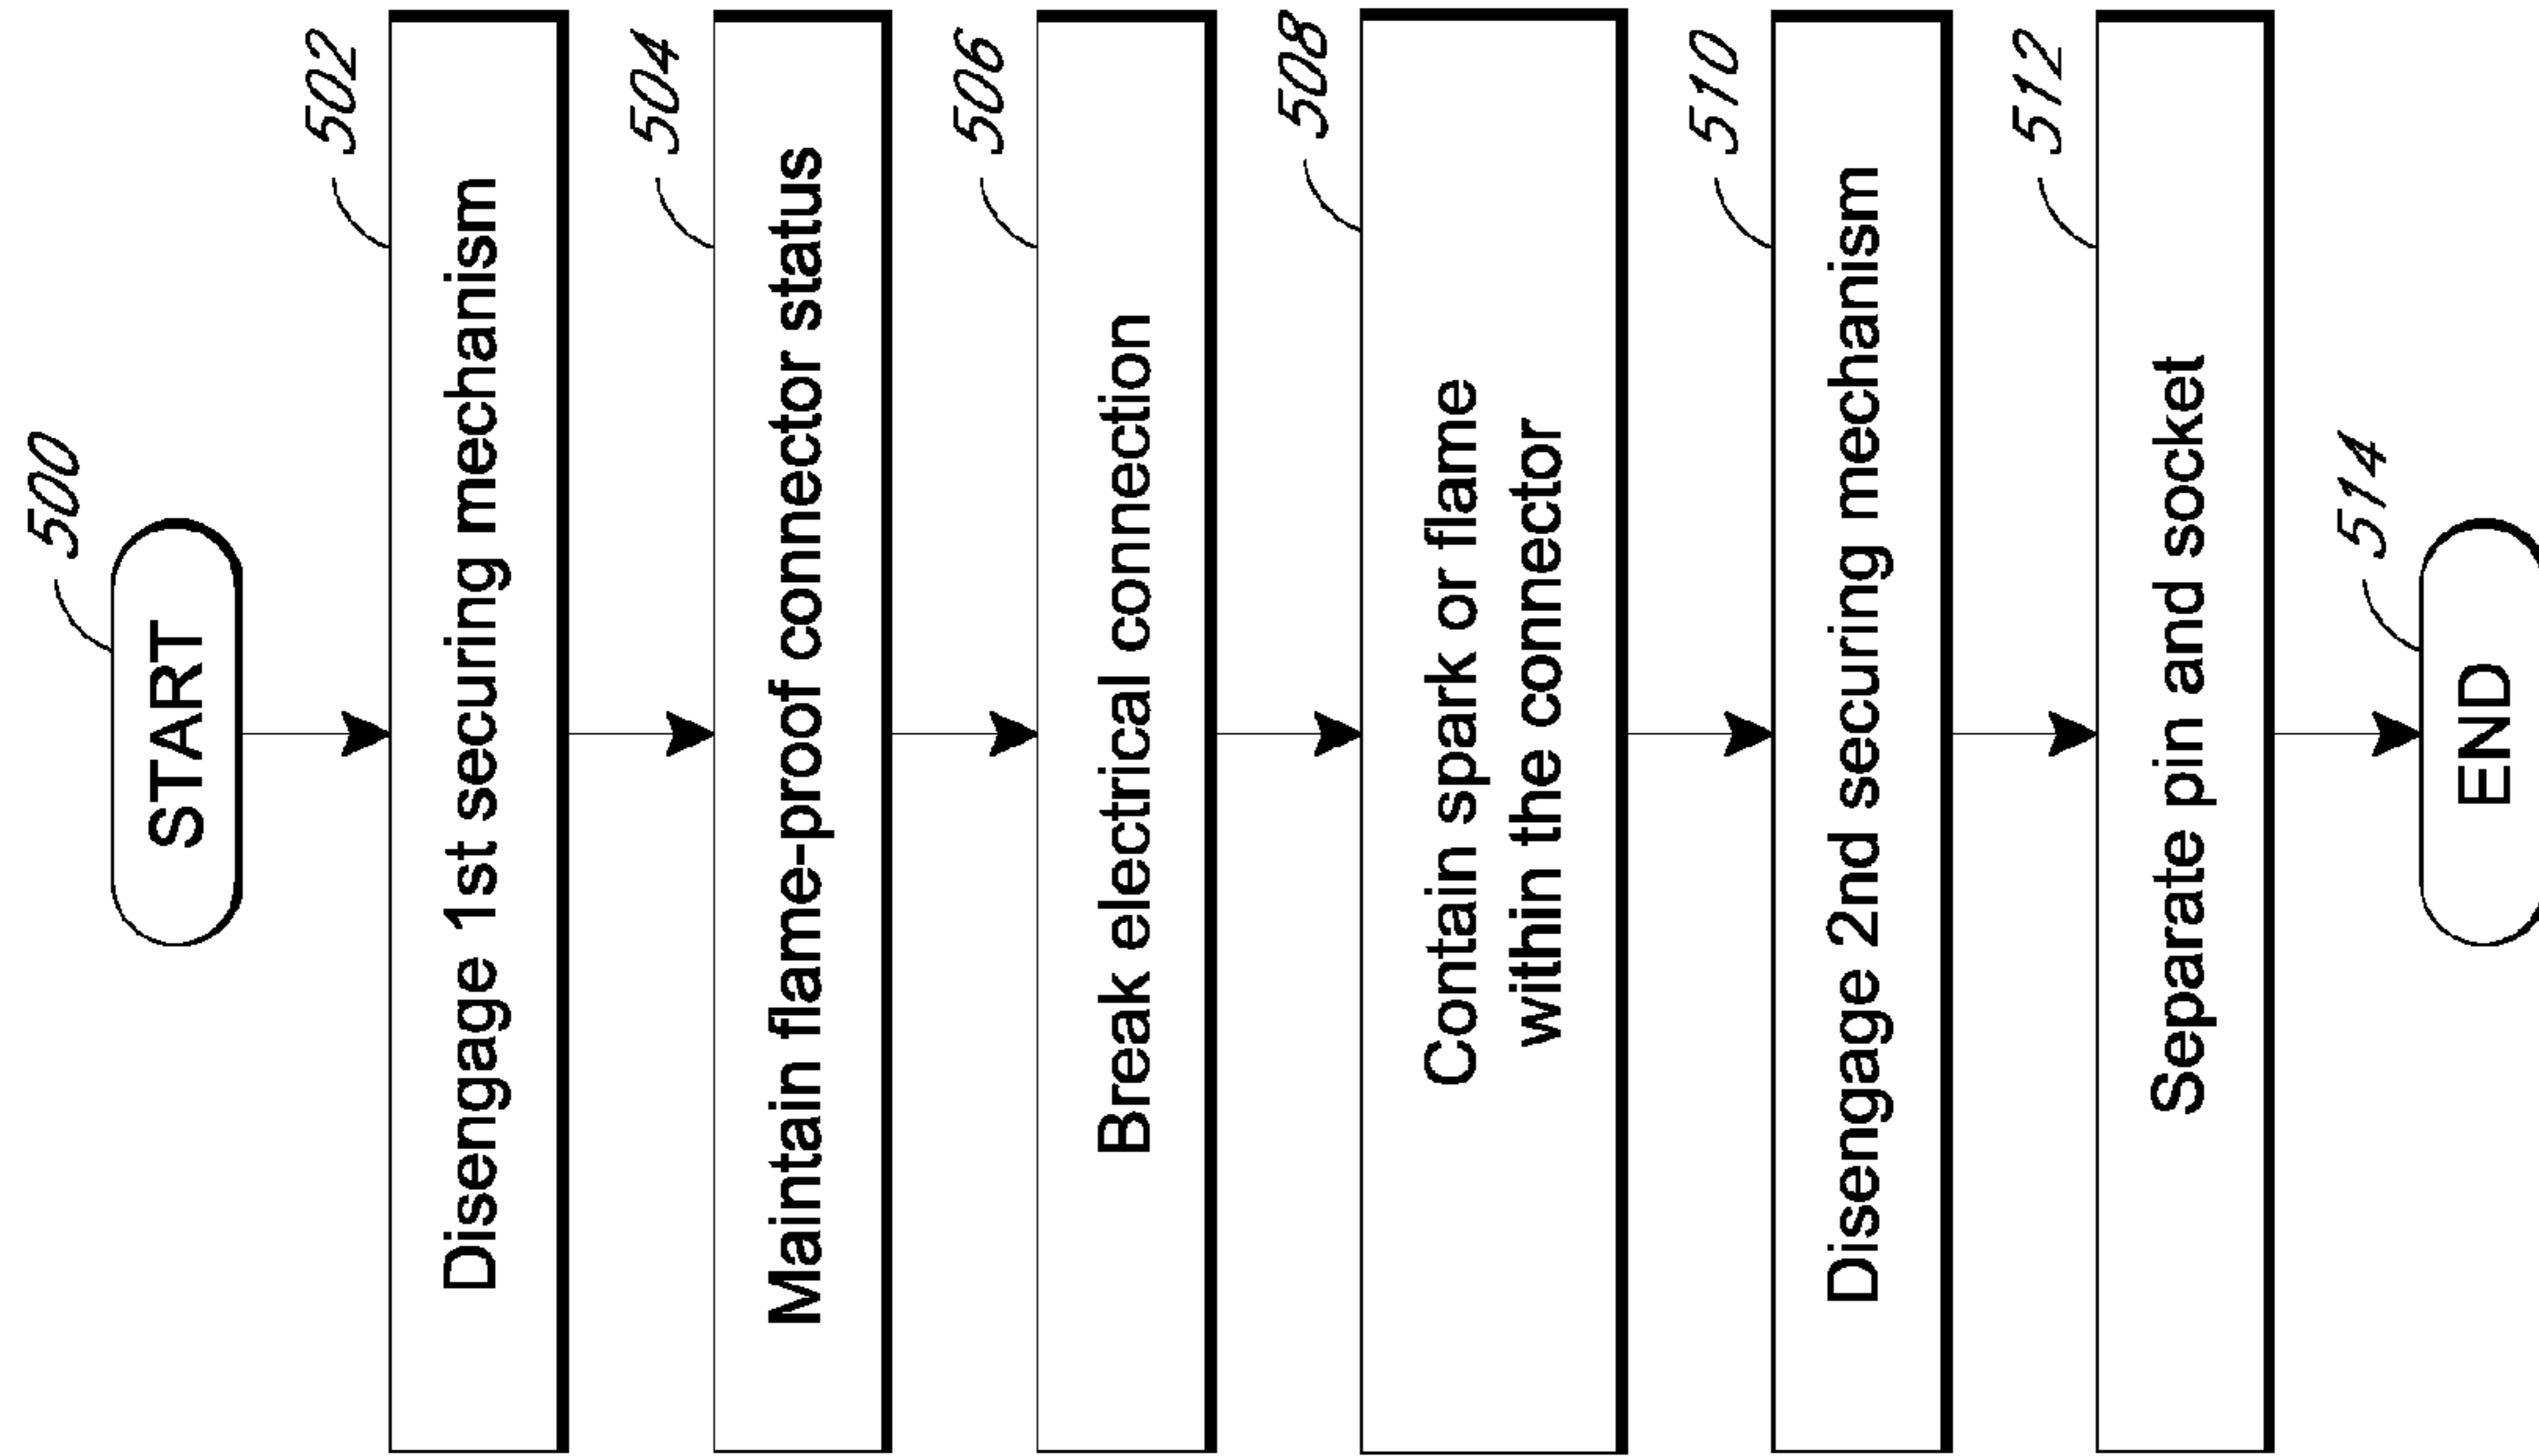 500
START
502
Disengage 1st securing mechanism
504
Maintain flame-proof connector status
506
Break electrical connection
508
Contain spark or flame
within the connector
510
Disengage 2nd securing mechanism
512
Separate pin and socket
514
END